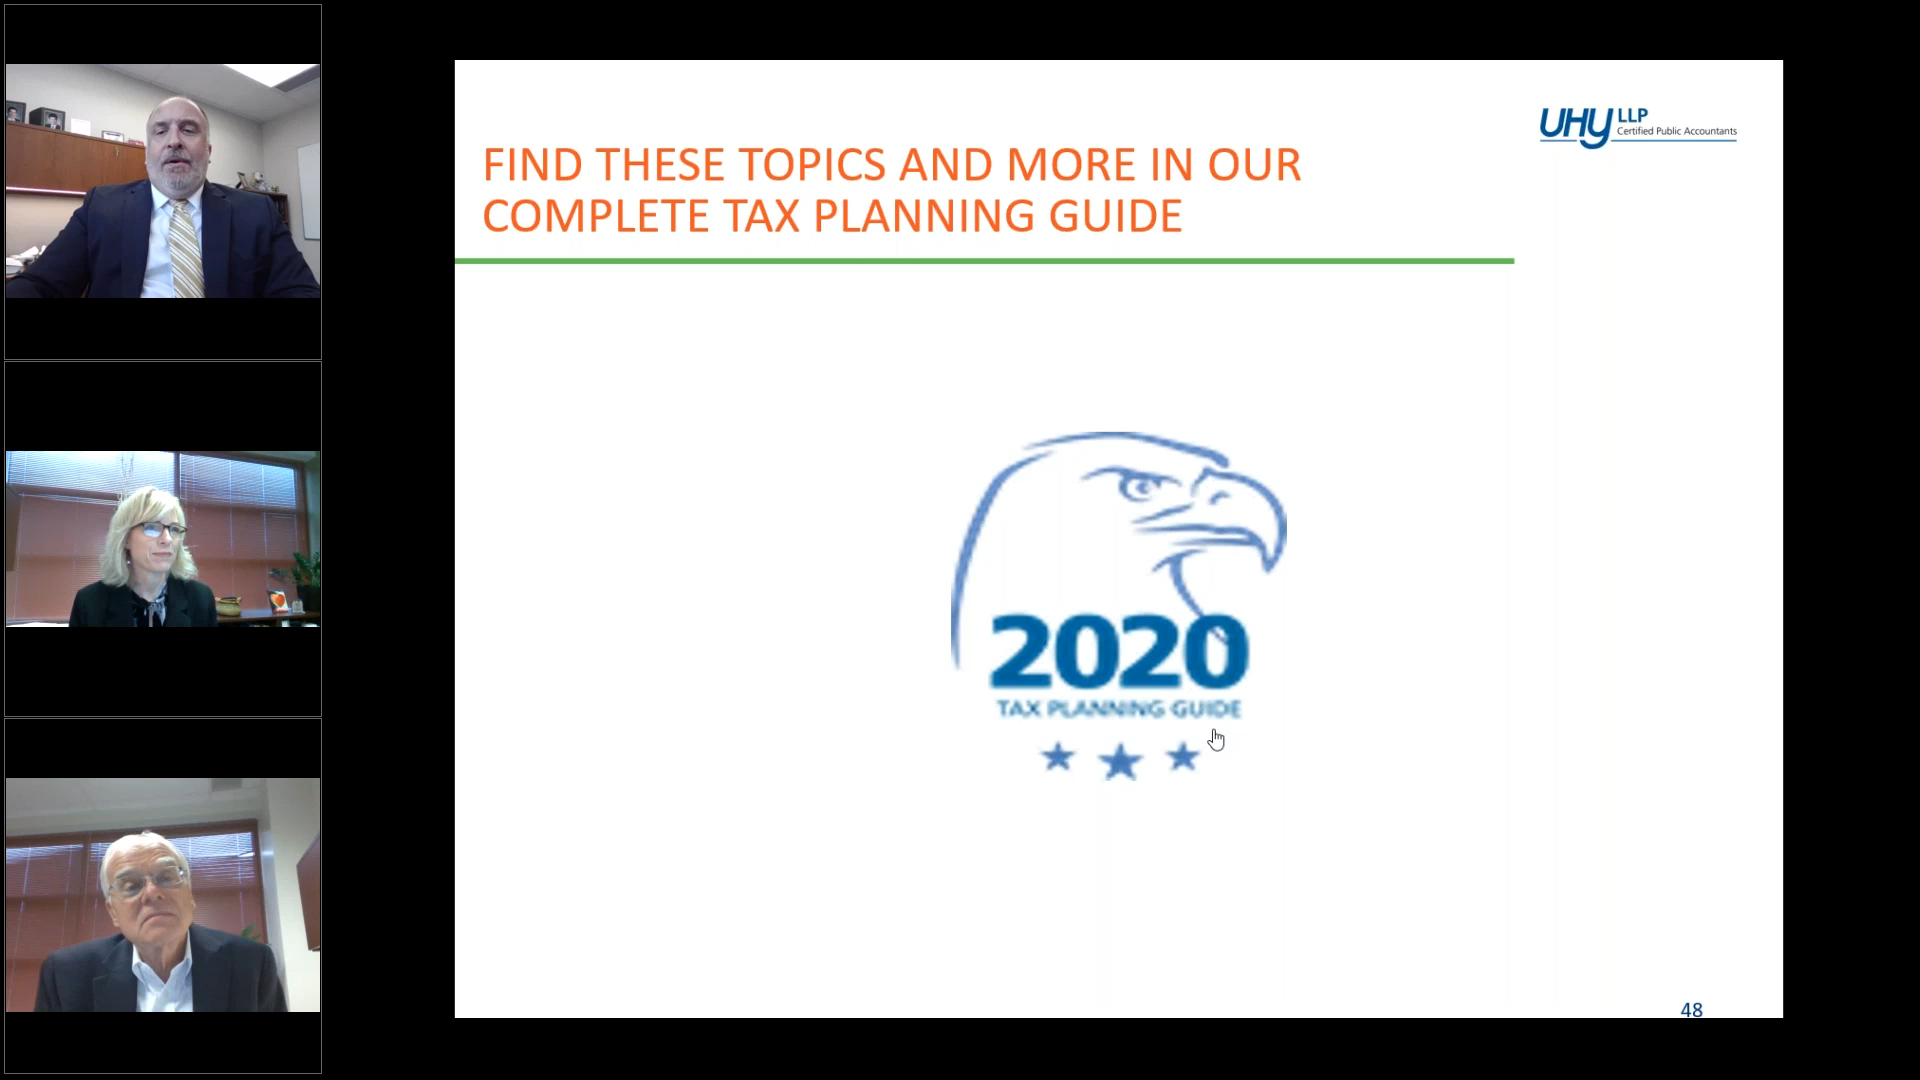 UHY LLP
Certified Public Accountants
FIND THESE TOPICS AND MORE IN OUR
COMPLETE TAX PLANNING GUIDE
2020
TAX PLANNING GUIDE
48